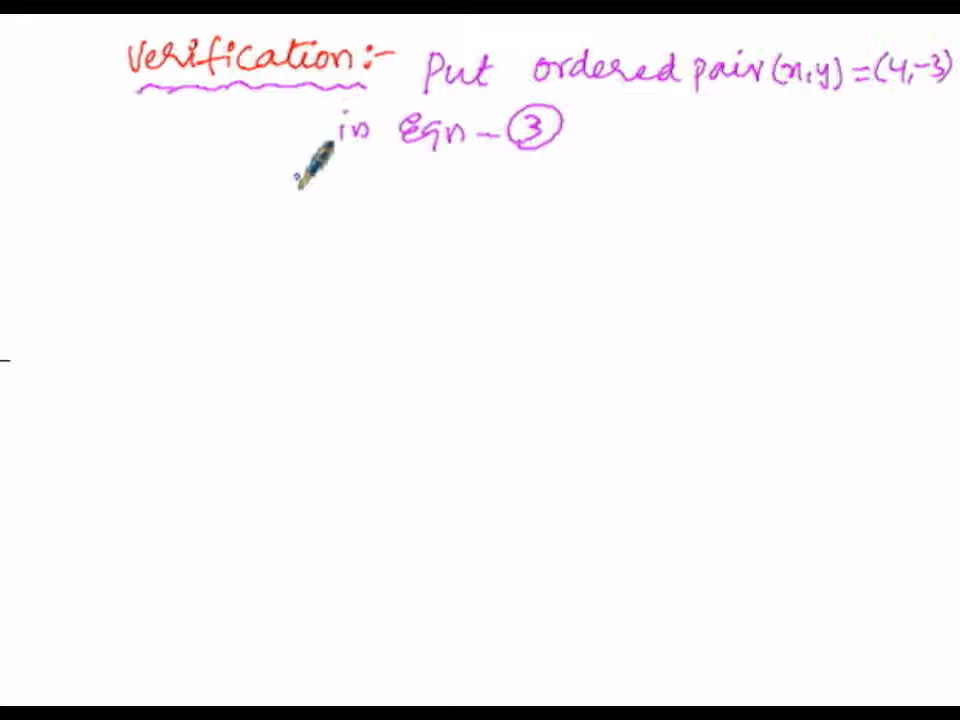 Verification:- Put ordered pair (x,y) = (4,-3)
in Eqn - ③